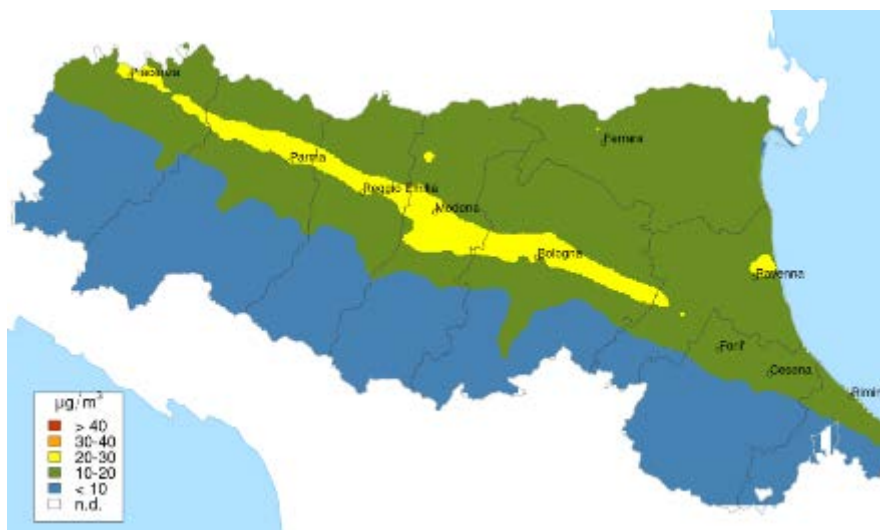 Piacenza
Ferrara
Parma
Reggio Emilia
Modena
Bologna
Ravenna
Forlì
Cesena
Rimin
µg/m³
> 40
30-40
20-30
10-20
< 10
n.d.